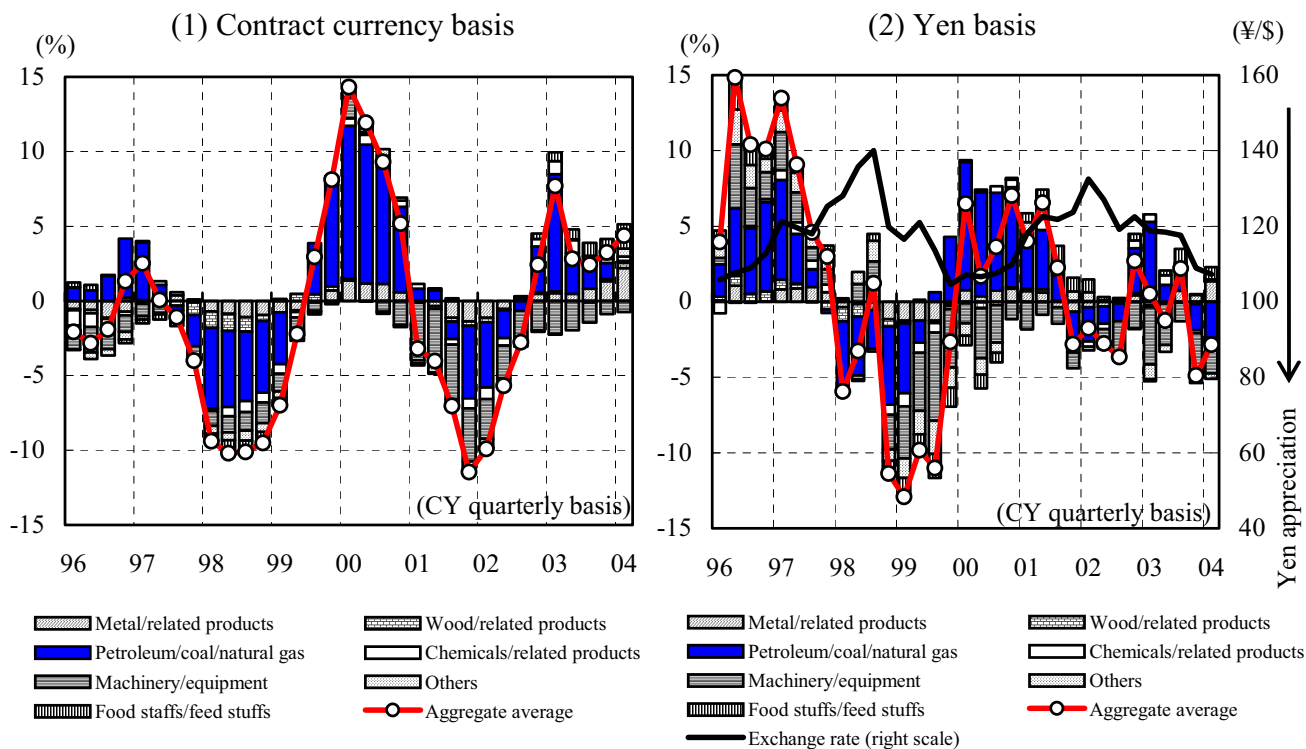 (1) Contract currency basis
(%)
15
10
5
0
-5
-10
-15
(CY quarterly basis)
96 97 98 99 00 01 02 03 04
Metal/related products
Wood/related products
Petroleum/coal/natural gas
Chemicals/related products
Machinery/equipment
Others
Food staffs/feed stuffs
Aggregate average
(2) Yen basis
(%)
(¥/$)
15
10
5
0
-5
-10
-15
160
140
120
100
80
60
40
Yen appreciation
(CY quarterly basis)
96 97 98 99 00 01 02 03 04
Metal/related products
Wood/related products
Petroleum/coal/natural gas
Chemicals/related products
Machinery/equipment
Others
Food stuffs/feed stuffs
Aggregate average
Exchange rate (right scale)